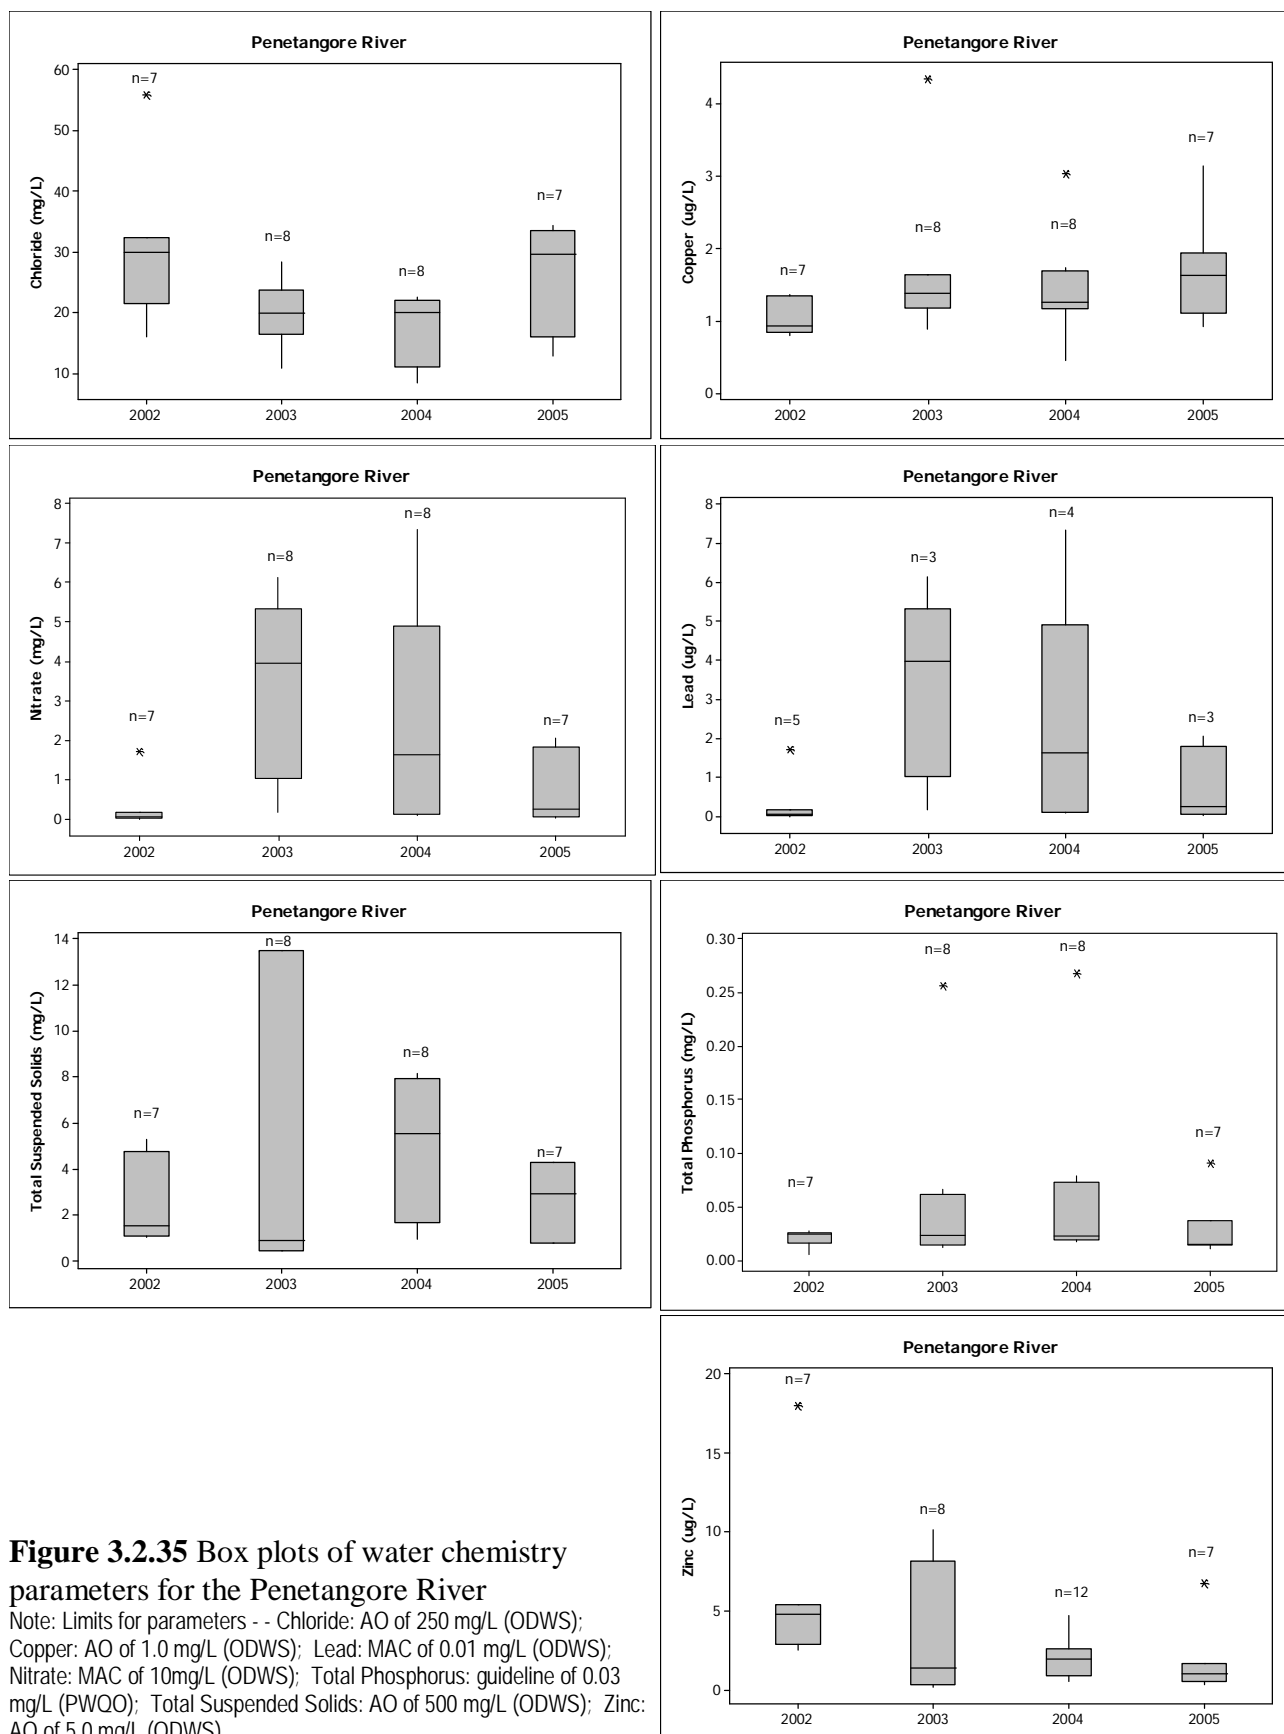 Penetangore River
Chloride (mg/L)
60
50
40
30
20
10
n=7
n=8
n=8
n=7
2002 2003 2004 2005
Penetangore River
Copper (ug/L)
4
3
2
1
0
n=7
n=8
n=8
n=7
2002 2003 2004 2005
Penetangore River
Nitrate (mg/L)
8
7
6
5
4
3
2
1
0
n=7
n=8
n=8
n=7
2002 2003 2004 2005
Penetangore River
Lead (ug/L)
8
7
6
5
4
3
2
1
0
n=5
n=3
n=4
n=3
2002 2003 2004 2005
Penetangore River
Total Suspended Solids (mg/L)
14
12
10
8
6
4
2
0
n=7
n=8
n=8
n=7
2002 2003 2004 2005
Penetangore River
Total Phosphorus (mg/L)
0.30
0.25
0.20
0.15
0.10
0.05
0.00
n=7
n=8
n=8
n=7
2002 2003 2004 2005
Penetangore River
Zinc (ug/L)
20
15
10
5
0
n=7
n=8
n=12
n=7
2002 2003 2004 2005
Figure 3.2.35 Box plots of water chemistry
parameters for the Penetangore River
Note: Limits for parameters - - Chloride: AO of 250 mg/L (ODWS);
Copper: AO of 1.0 mg/L (ODWS); Lead: MAC of 0.01 mg/L (ODWS);
Nitrate: MAC of 10mg/L (ODWS); Total Phosphorus: guideline of 0.03
mg/L (PWQO); Total Suspended Solids: AO of 500 mg/L (ODWS); Zinc:
AO of 5.0 mg/L (ODWS)